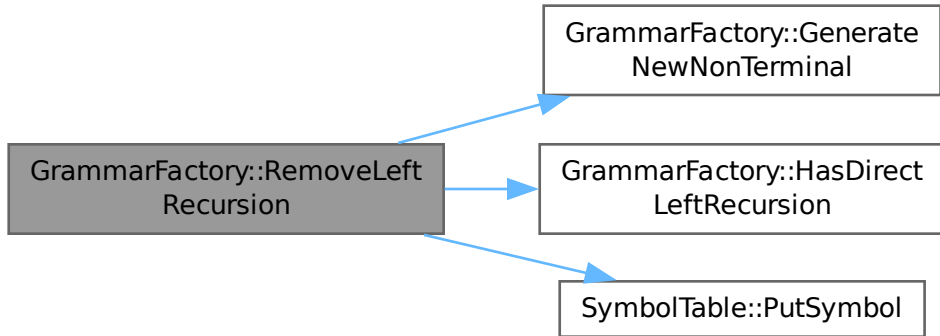 GrammarFactory::Generate
NewNonTerminal
GrammarFactory::RemoveLeft
Recursion
GrammarFactory::HasDirect
LeftRecursion
SymbolTable::PutSymbol